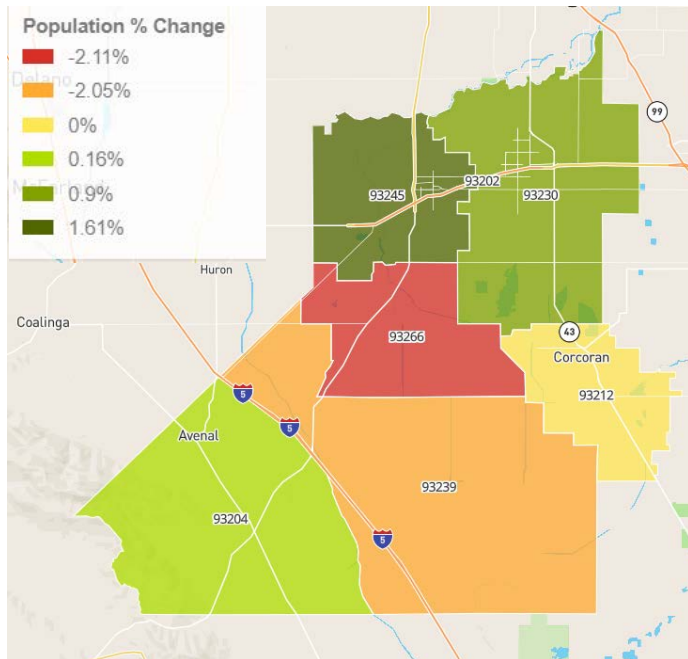 Population % Change
-2.11%
-2.05%
0%
0.16%
0.9%
1.61%
Delano
McFarland
99
93202
93245
93230
Huron
Coalinga
43
93266
Corcoran
93212
5
5
Avenal
93239
93204
5